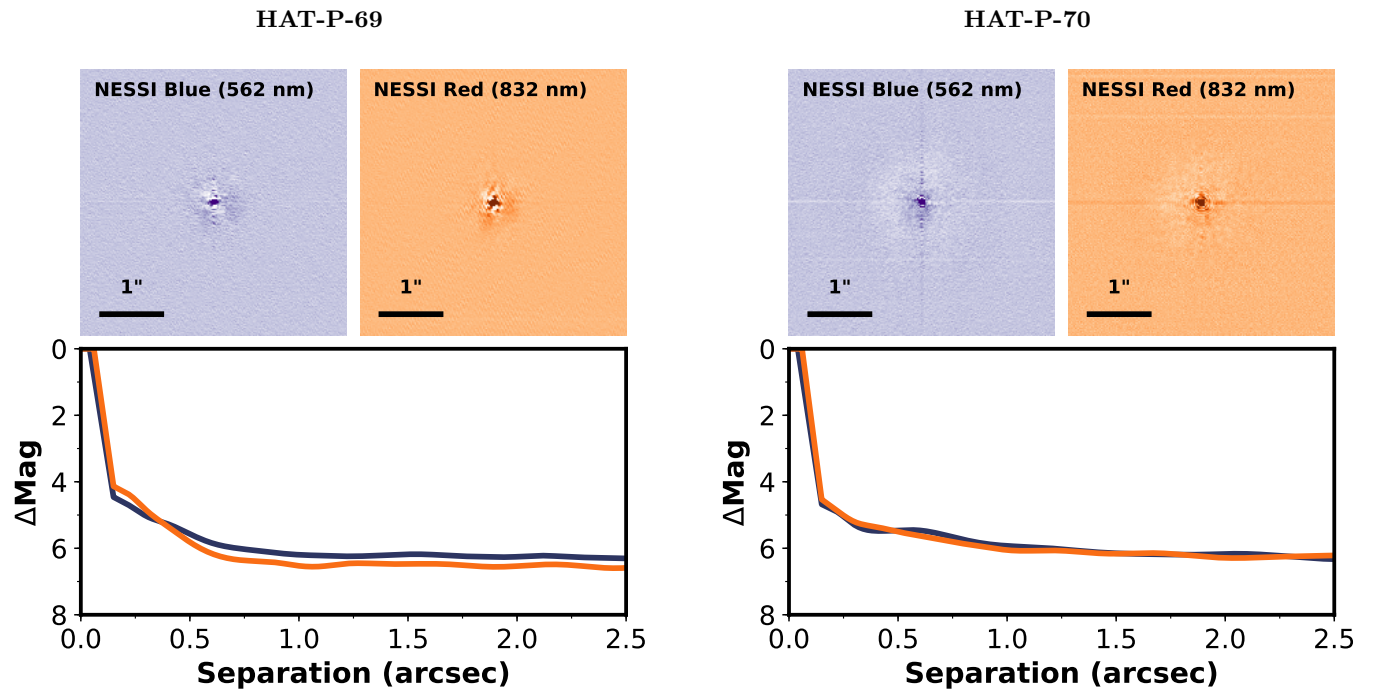 HAT-P-69
NESSI Blue (562 nm)
NESSI Red (832 nm)
1"
1"
0
2
4
6
8
ΔMag
0.0
0.5
1.0
1.5
2.0
2.5
Separation (arcsec)
HAT-P-70
NESSI Blue (562 nm)
NESSI Red (832 nm)
1"
1"
0
2
4
6
8
ΔMag
0.0
0.5
1.0
1.5
2.0
2.5
Separation (arcsec)